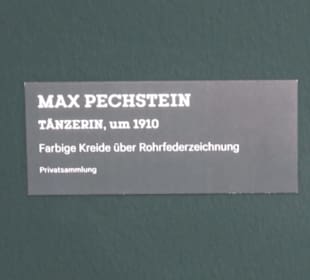 MAX PECHSTEIN
TÄNZERIN, um 1910
Farbige Kreide über Rohrfederzeichnung
Privatsammlung